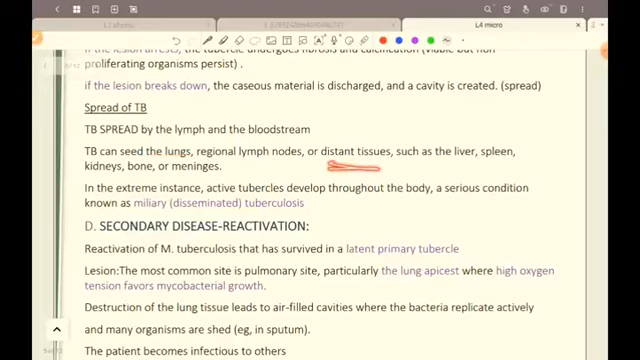 L4 micro
if the lesion arrests, the tubercle undergoes fibrosis and calcification (viable but non
proliferating organisms persist) .
if the lesion breaks down, the caseous material is discharged, and a cavity is created. (spread)
Spread of TB
TB SPREAD by the lymph and the bloodstream
TB can seed the lungs, regional lymph nodes, or distant tissues, such as the liver, spleen,
kidneys, bone, or meninges.
In the extreme instance, active tubercles develop throughout the body, a serious condition
known as miliary (disseminated) tuberculosis
D. SECONDARY DISEASE-REACTIVATION:
Reactivation of M. tuberculosis that has survived in a latent primary tubercle
Lesion:The most common site is pulmonary site, particularly the lung apicest where high oxygen
tension favors mycobacterial growth.
Destruction of the lung tissue leads to air-filled cavities where the bacteria replicate actively
and many organisms are shed (eg, in sputum).
The patient becomes infectious to others